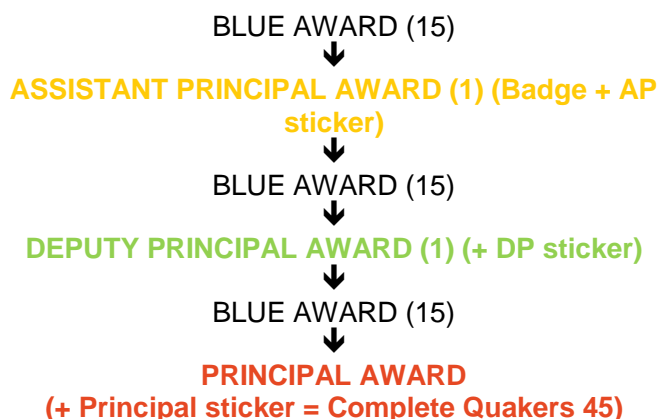 BLUE AWARD (15)
ASSISTANT PRINCIPAL AWARD (1) (Badge + AP
sticker)
BLUE AWARD (15)
DEPUTY PRINCIPAL AWARD (1) (+ DP sticker)
BLUE AWARD (15)
PRINCIPAL AWARD
(+ Principal sticker = Complete Quakers 45)